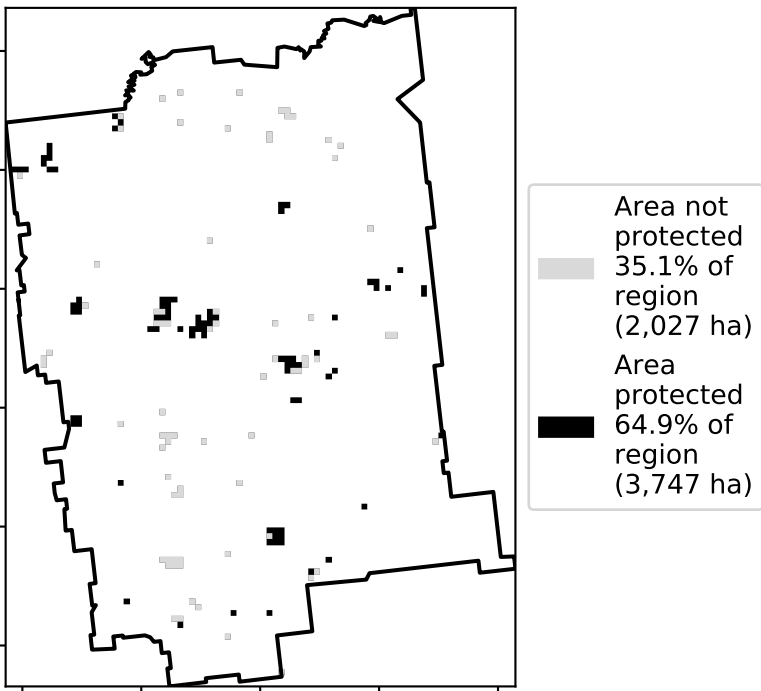 Area not
protected
35.1% of
region
(2,027 ha)
Area
protected
64.9% of
region
(3,747 ha)